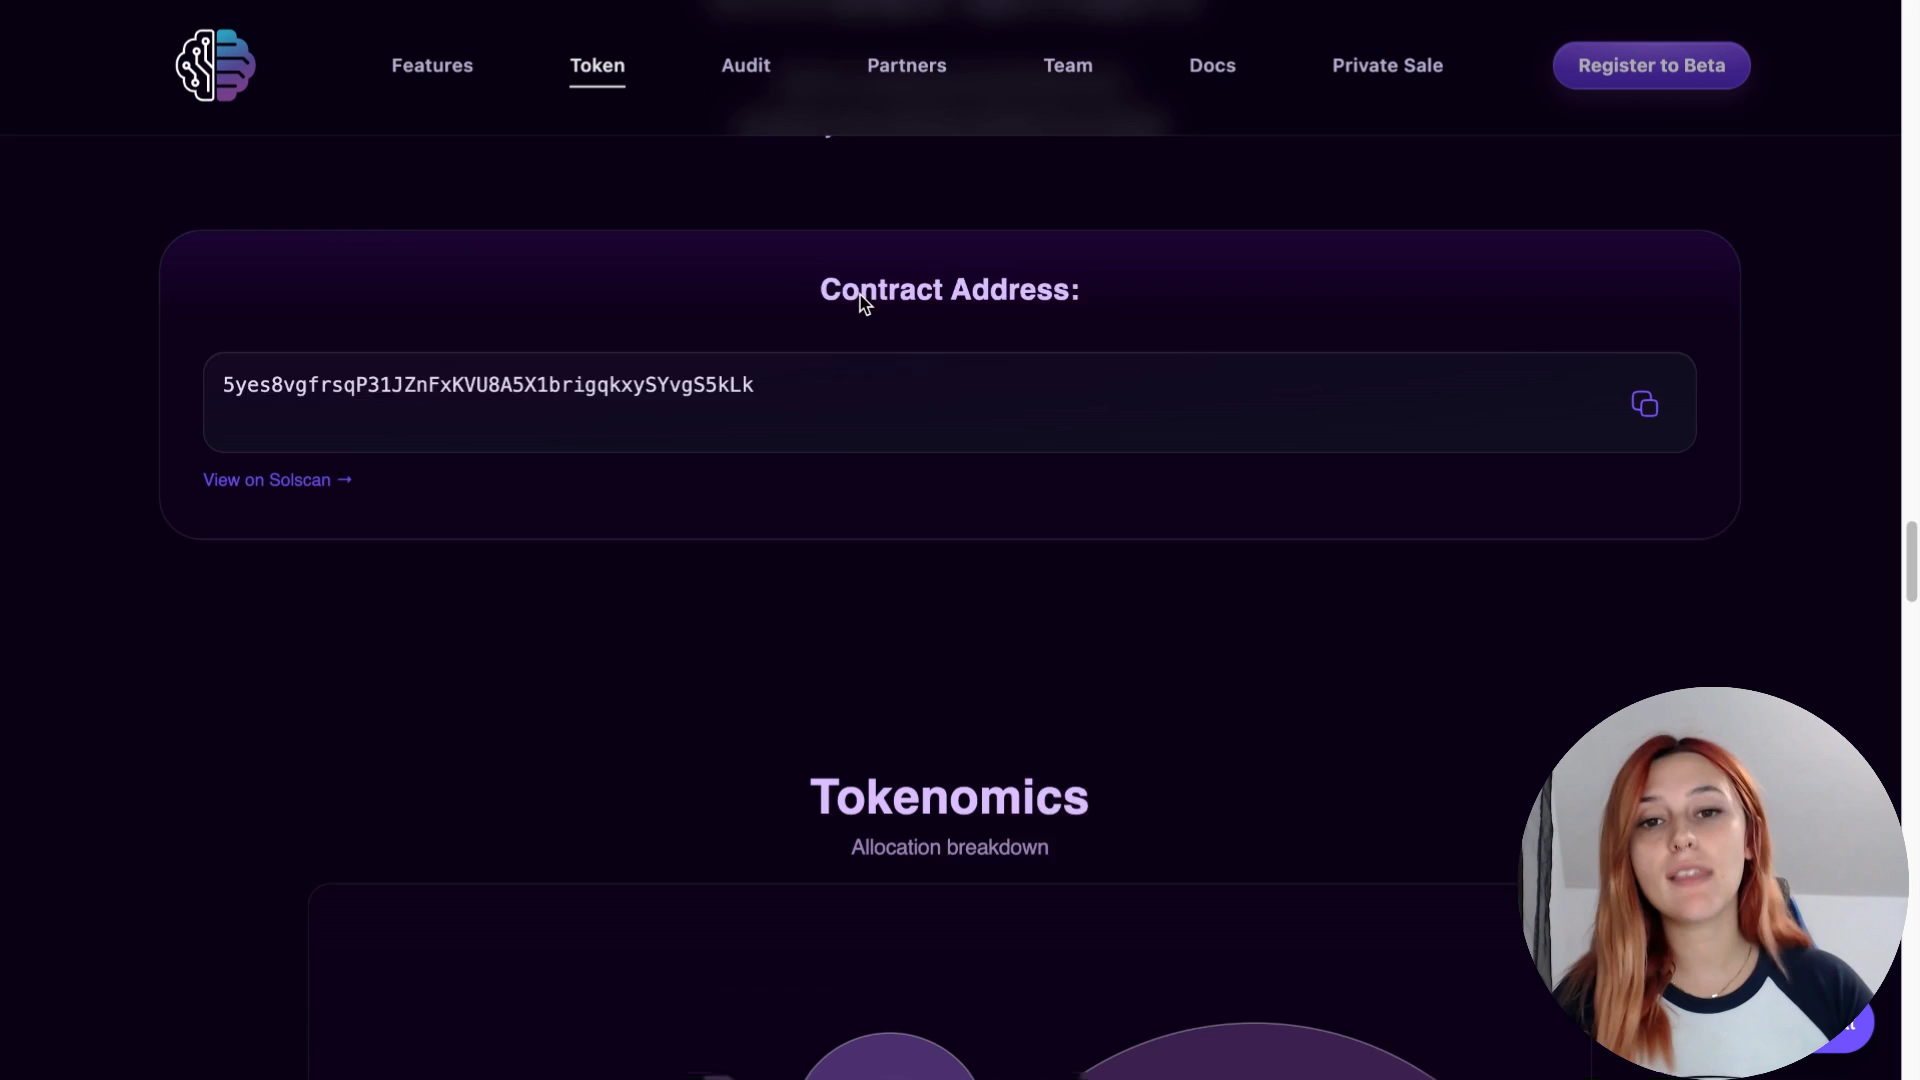 Features
Token
Audit
Partners
Team
Docs
Private Sale
Register to Beta
Contract Address:
5yes8vgfrsqP31JZnFxKVU8A5X1brigqkxySYvgS5kLk
View on Solscan →
Tokenomics
Allocation breakdown